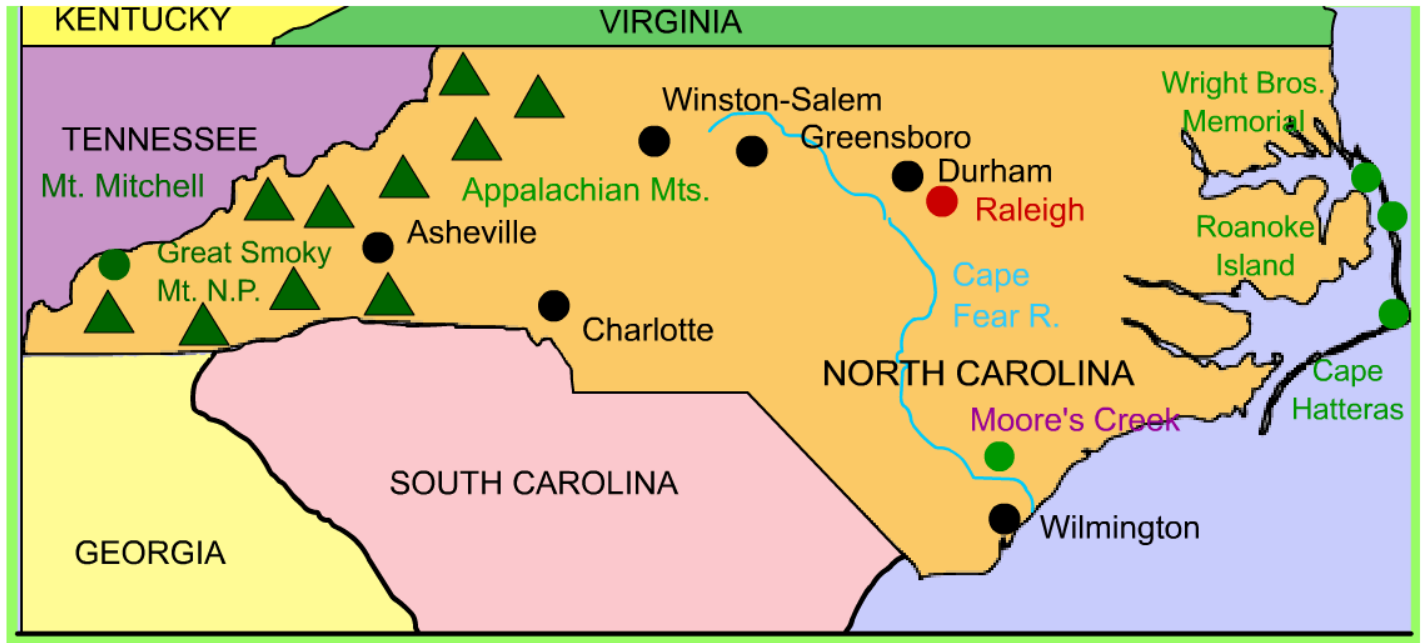 KENTUCKY
VIRGINIA
Wright Bros.
Memorial
Winston-Salem
Greensboro
TENNESSEE
Durham
Mt. Mitchell
Appalachian Mts.
Raleigh
Asheville
Roanoke
Island
Great Smoky
Mt. N.P.
Cape
Fear R.
Charlotte
NORTH CAROLINA
Cape
Hatteras
Moore's Creek
SOUTH CAROLINA
Wilmington
GEORGIA